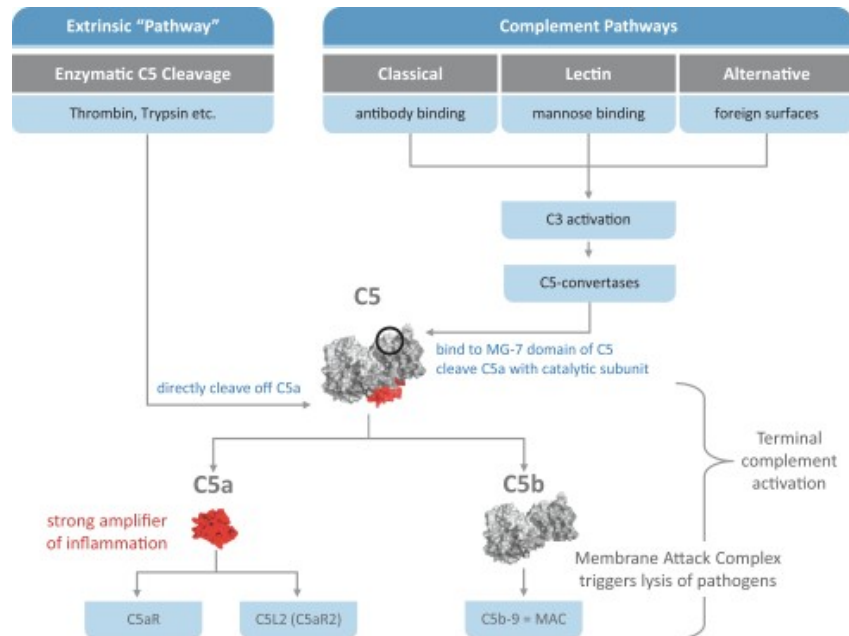 Extrinsic “Pathway”
Enzymatic C5 Cleavage
Thrombin, Trypsin etc.
Complement Pathways
Classical
Lectin
Alternative
antibody binding
mannose binding
foreign surfaces
C3 activation
C5-convertases
C5
bind to MG-7 domain of C5
cleave C5a with catalytic subunit
directly cleave off C5a
Terminal
complement
activation
C5a
C5b
strong amplifier
of inflammation
Membrane Attack Complex
triggers lysis of pathogens
C5aR
C5L2 (C5aR2)
C5b-9 = MAC